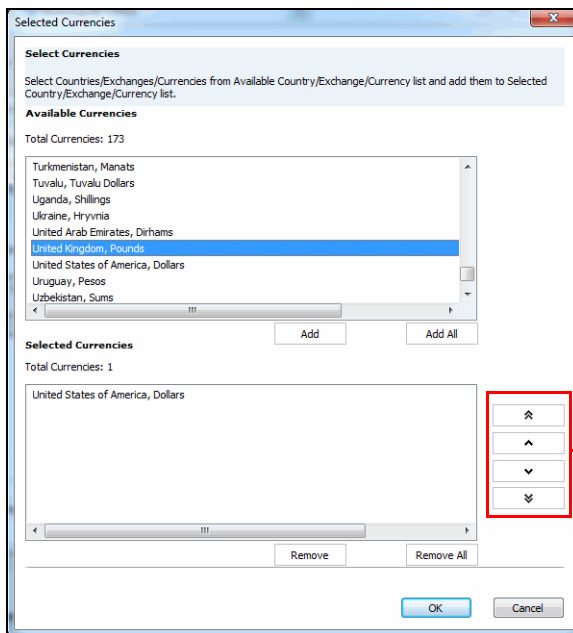 Selected Currencies
Select Currencies
Select Countries/Exchanges/Currencies from Available Country/Exchange/Currency list and add them to Selected
Country/Exchange/Currency list.
Available Currencies
Total Currencies: 173
Turkmenistan, Manats
Tuvalu, Tuvalu Dollars
Uganda, Shillings
Ukraine, Hryvnia
United Arab Emirates, Dirhams
United Kingdom, Pounds
United States of America, Dollars
Uruguay, Pesos
Uzbekistan, Sums
Add
Add All
Selected Currencies
Total Currencies: 1
United States of America, Dollars
Remove
Remove All
OK
Cancel